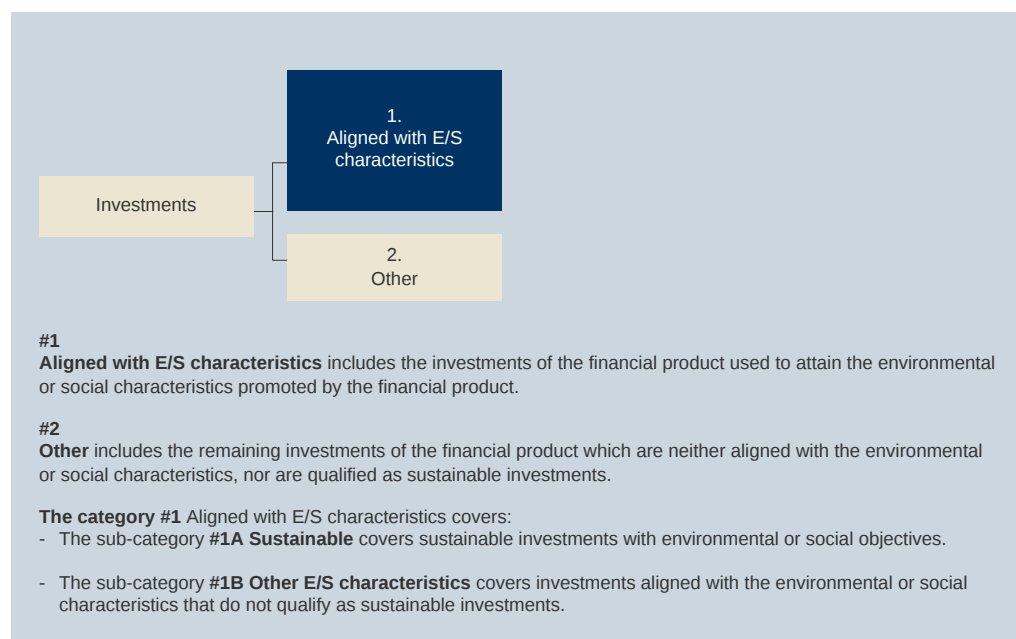 1.
Aligned with E/S
characteristics
Investments
2.
Other
#1
Aligned with E/S characteristics includes the investments of the financial product used to attain the environmental
or social characteristics promoted by the financial product.
#2
Other includes the remaining investments of the financial product which are neither aligned with the environmental
or social characteristics, nor are qualified as sustainable investments.
The category #1 Aligned with E/S characteristics covers:
- The sub-category #1A Sustainable covers sustainable investments with environmental or social objectives.
- The sub-category #1B Other E/S characteristics covers investments aligned with the environmental or social
characteristics that do not qualify as sustainable investments.